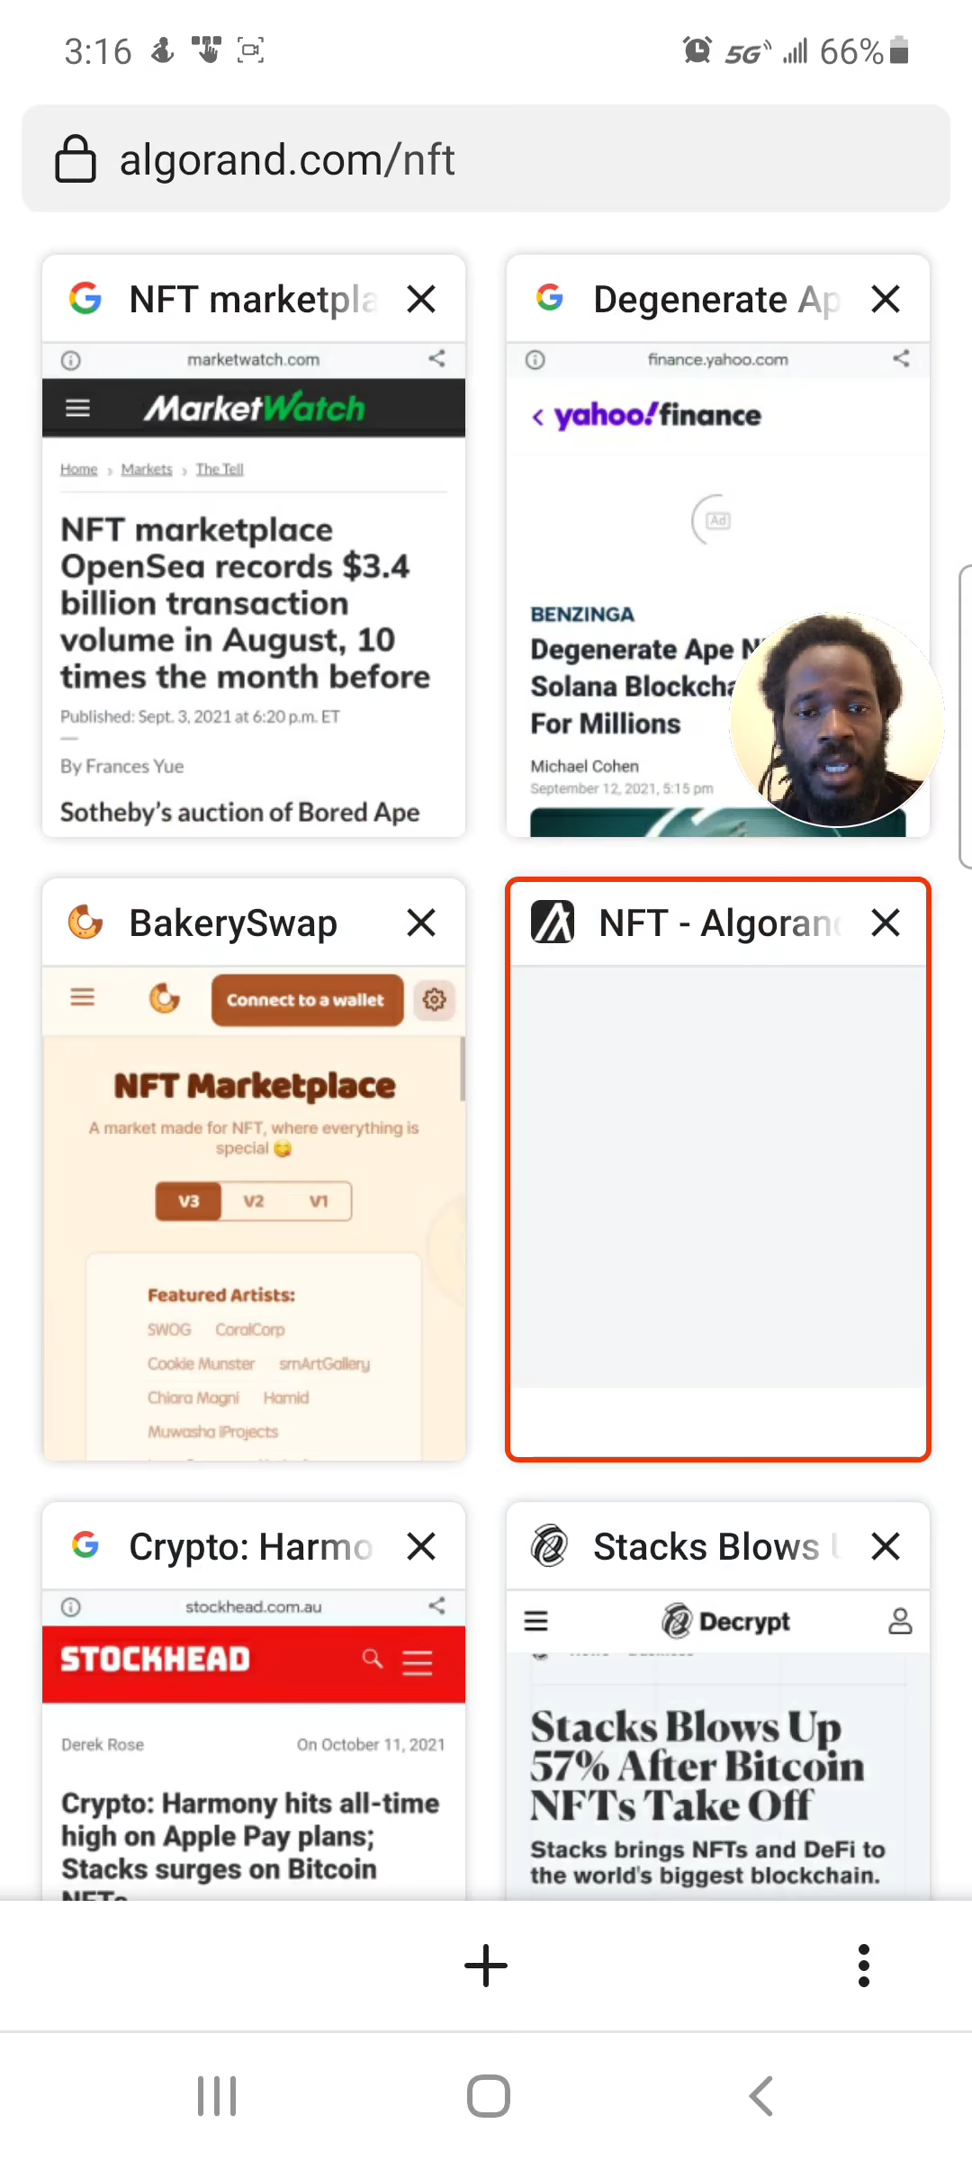 3:16
5G 66%
algorand.com/nft
NFT marketpla
marketwatch.com
MarketWatch
Home › Markets › The Tell
NFT marketplace
OpenSea records $3.4
billion transaction
volume in August, 10
times the month before
Published: Sept. 3, 2021 at 6:20 p.m. ET
By Frances Yue
Sotheby's auction of Bored Ape
Degenerate Ap
finance.yahoo.com
yahoo!finance
Ad
BENZINGA
Degenerate Ape N
Solana Blockcha
For Millions
Michael Cohen
September 12, 2021, 5:15 pm
BakerySwap
Connect to a wallet
NFT Marketplace
A market made for NFT, where everything is
special 😋
V3 V2 V1
Featured Artists:
SWOG CoralCorp
Cookie Munster srnArtGallery
Chiara Magni Hamid
Muwasha IProjects
NFT - Algoran
Crypto: Harmo
stockhead.com.au
STOCKHEAD
Derek Rose On October 11, 2021
Crypto: Harmony hits all-time
high on Apple Pay plans;
Stacks surges on Bitcoin
NFTs
Stacks Blows U
Decrypt
Stacks Blows Up
57% After Bitcoin
NFTs Take Off
Stacks brings NFTs and DeFi to
the world's biggest blockchain.